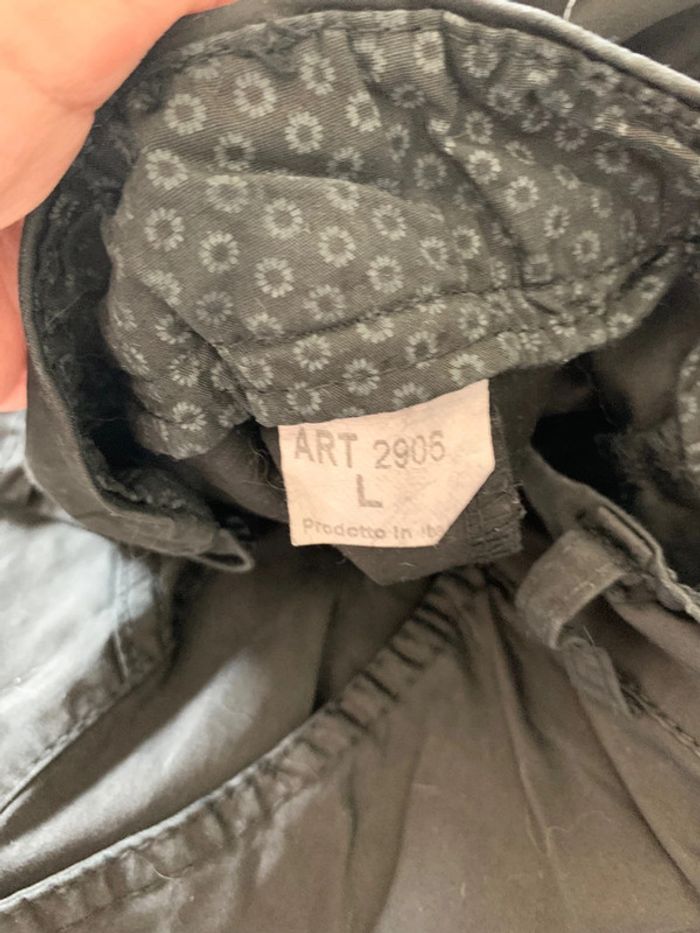 ART 2905
L
Prodotto in